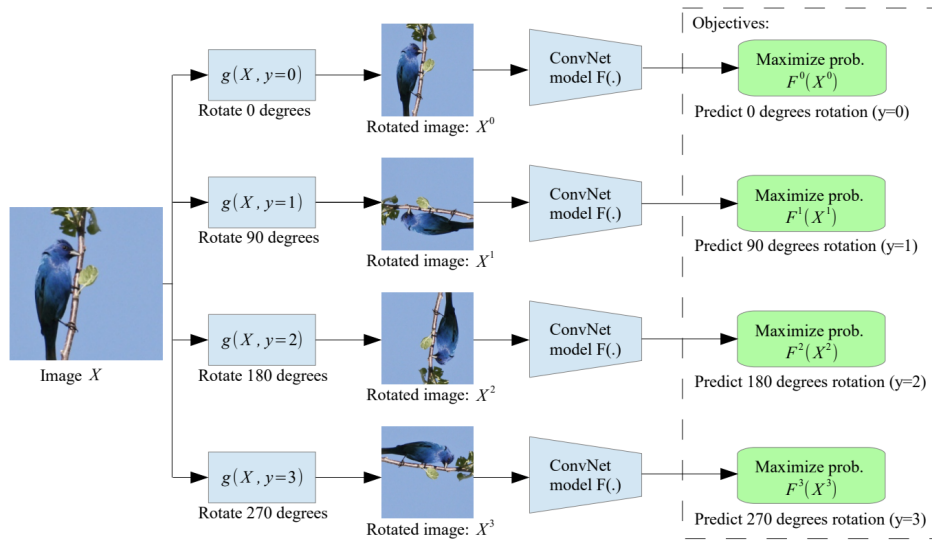 Objectives:
g(X, y=0)
Rotate 0 degrees
Rotated image: X⁰
ConvNet
model F(.)
Maximize prob.
F⁰(X⁰)
Predict 0 degrees rotation (y=0)
g(X, y=1)
Rotate 90 degrees
Rotated image: X¹
ConvNet
model F(.)
Maximize prob.
F¹(X¹)
Predict 90 degrees rotation (y=1)
Image X
g(X, y=2)
Rotate 180 degrees
Rotated image: X²
ConvNet
model F(.)
Maximize prob.
F²(X²)
Predict 180 degrees rotation (y=2)
g(X, y=3)
Rotate 270 degrees
Rotated image: X³
ConvNet
model F(.)
Maximize prob.
F³(X³)
Predict 270 degrees rotation (y=3)